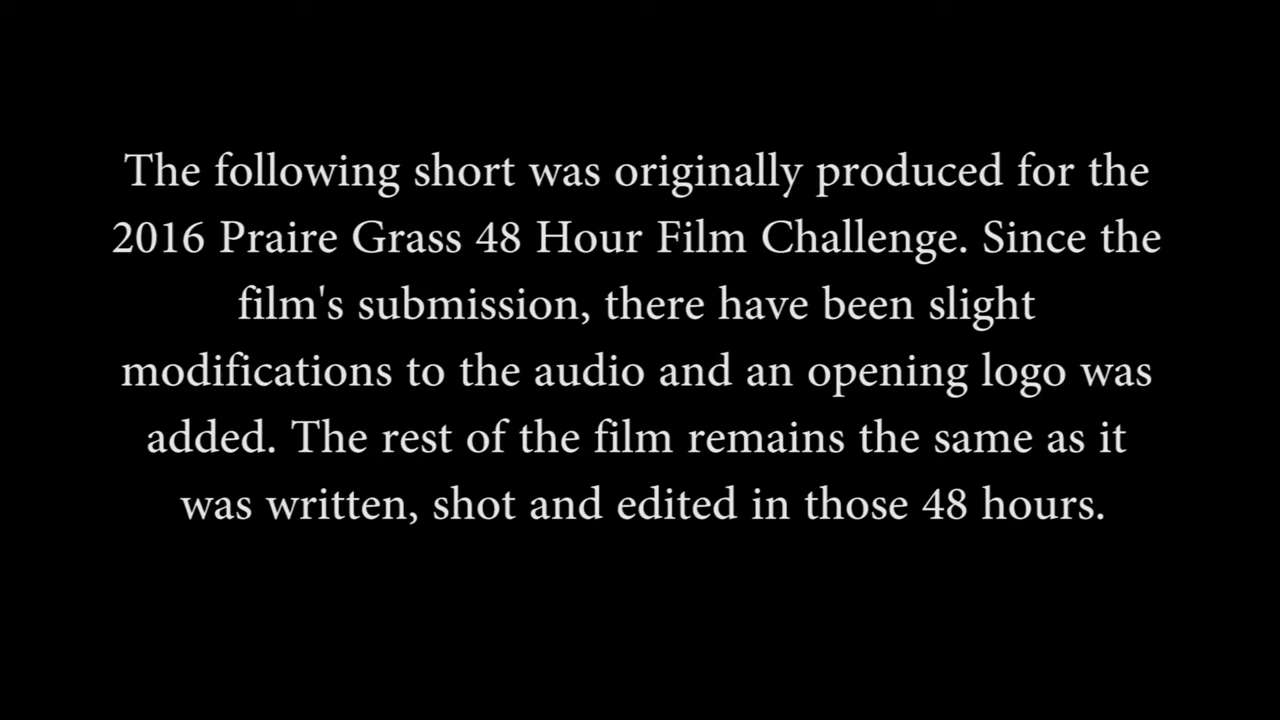 The following short was originally produced for the
2016 Praire Grass 48 Hour Film Challenge. Since the
film's submission, there have been slight
modifications to the audio and an opening logo was
added. The rest of the film remains the same as it
was written, shot and edited in those 48 hours.